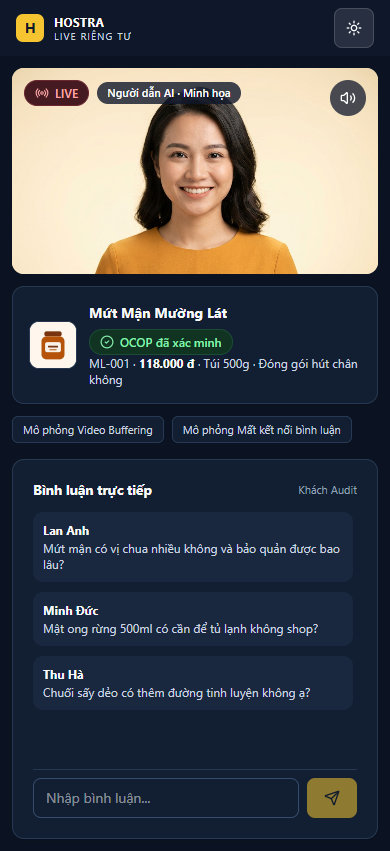 H
HOSTRA
LIVE RIÊNG TƯ
LIVE
Người dẫn AI · Minh họa
Mứt Mận Mường Lát
OCOP đã xác minh
ML-001 · 118.000 đ · Túi 500g · Đóng gói hút chân
không
Mô phỏng Video Buffering
Mô phỏng Mất kết nối bình luận
Bình luận trực tiếp
Khách Audit
Lan Anh
Mứt mận có vị chua nhiều không và bảo quản được bao
lâu?
Minh Đức
Mật ong rừng 500ml có cần để tủ lạnh không shop?
Thu Hà
Chuối sấy dẻo có thêm đường tinh luyện không ạ?
Nhập bình luận...